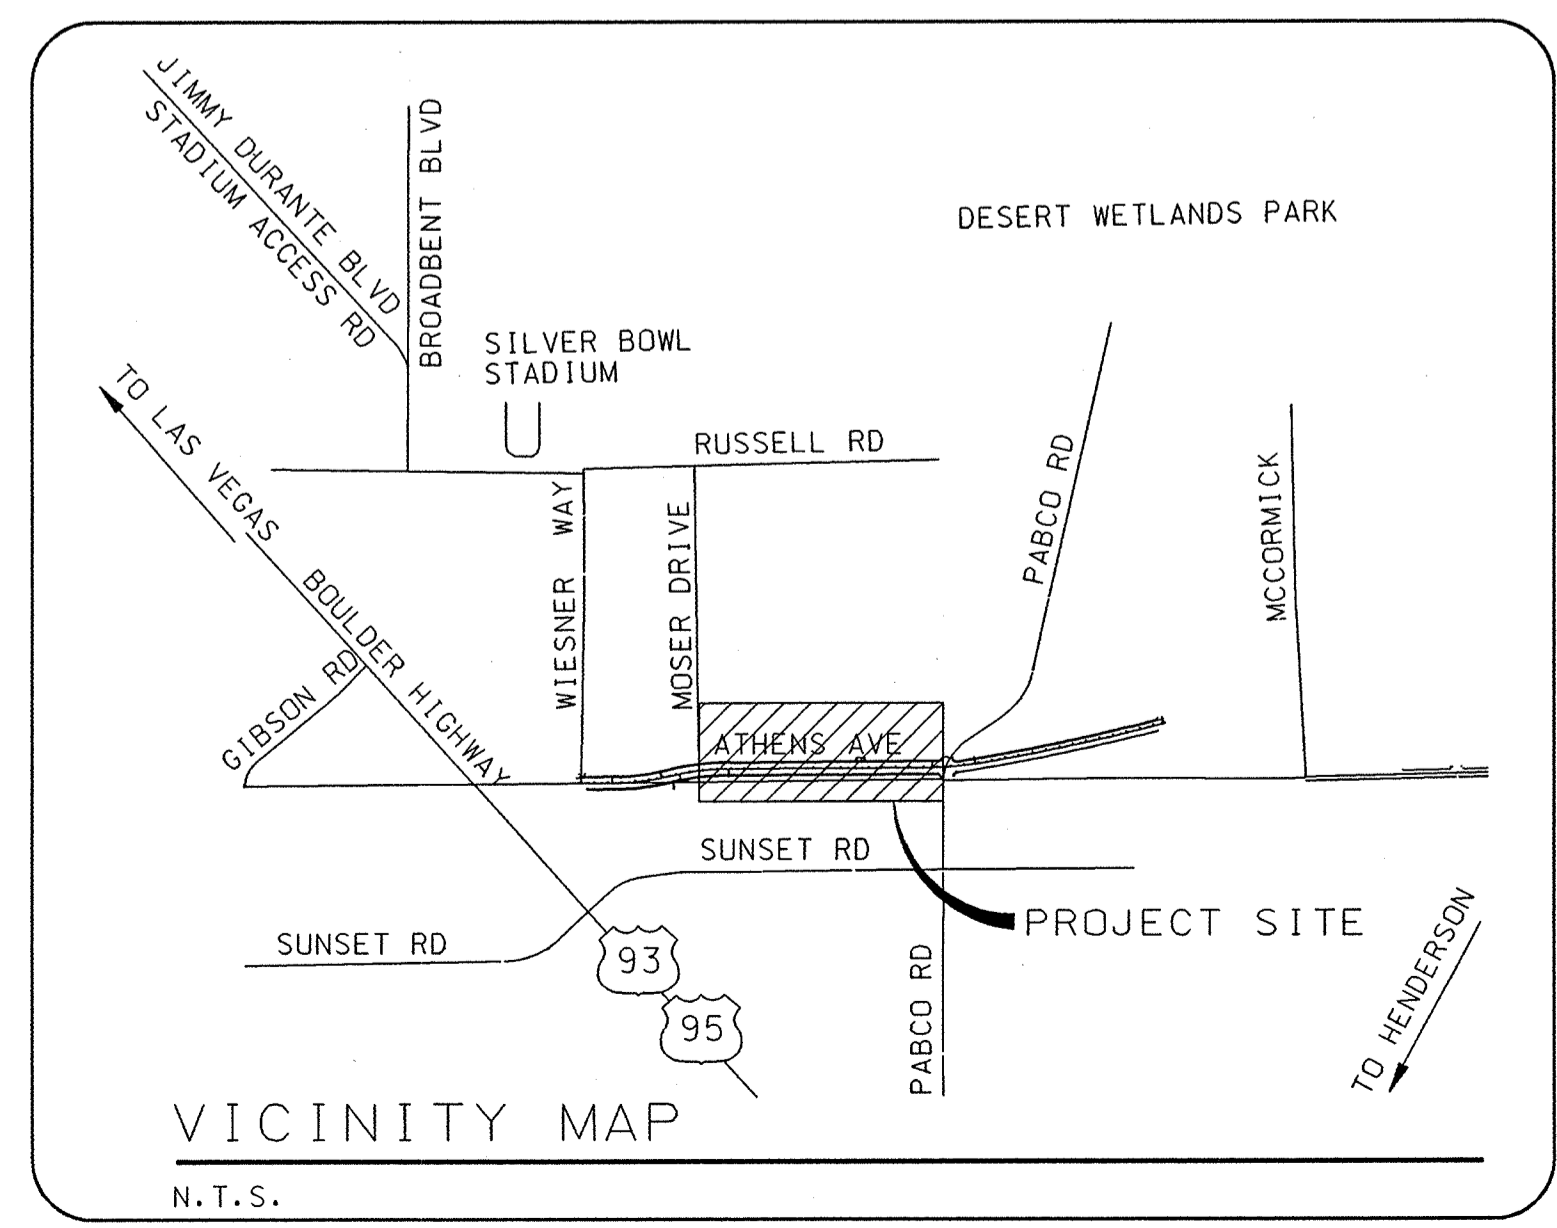 JIMMY DURANTE BLVD
STADIUM ACCESS RD
BROADBENT BLVD
DESERT WETLANDS PARK
SILVER BOWL
STADIUM
TO LAS VEGAS
RUSSELL RD
PABCO RD
MCCORMICK
WIESNER WAY
MOSER DRIVE
BOULDER HIGHWAY
GIBSON RD
ATHENS AVE
SUNSET RD
PROJECT SITE
SUNSET RD
93
95
PABCO RD
TO HENDERSON
VICINITY MAP
N.T.S.